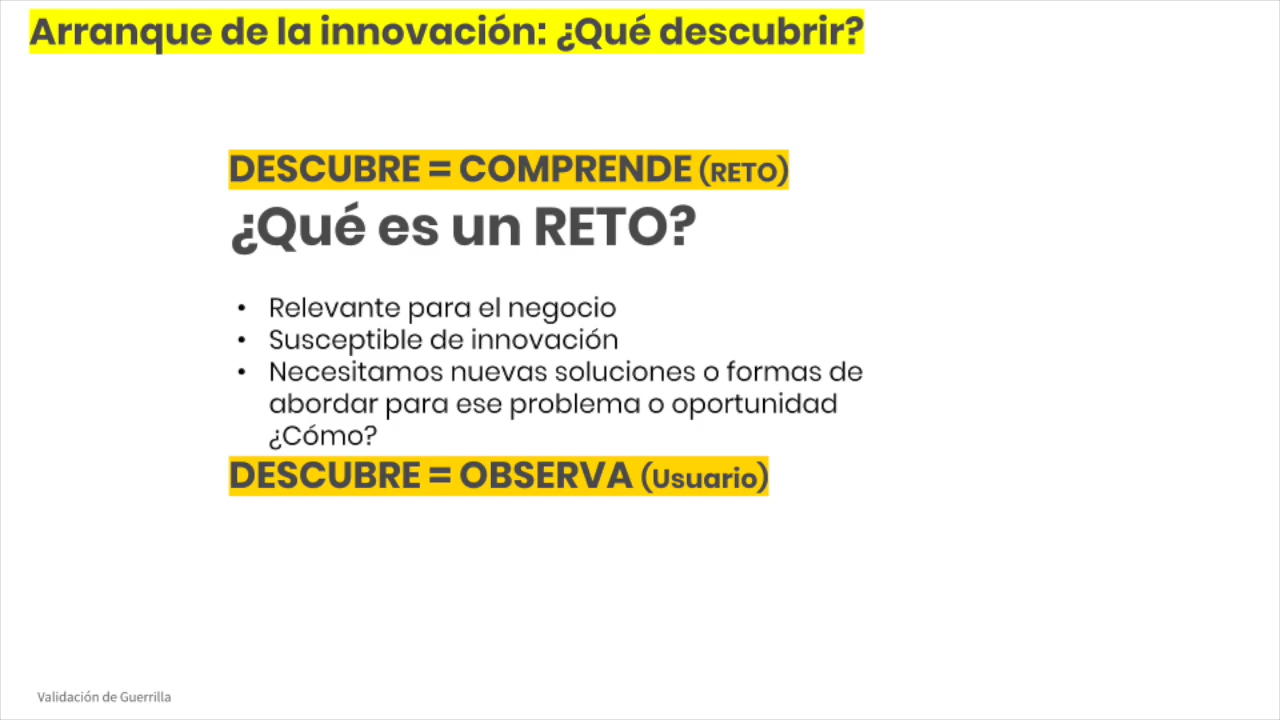 Arranque de la innovación: ¿Qué descubrir?
DESCUBRE = COMPRENDE (RETO)
¿Qué es un RETO?
• Relevante para el negocio
• Susceptible de innovación
• Necesitamos nuevas soluciones o formas de
abordar para ese problema o oportunidad
¿Cómo?
DESCUBRE = OBSERVA (Usuario)
Validación de Guerrilla